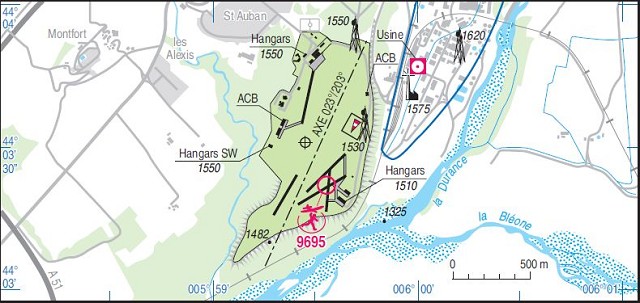 44°
04'
Montfort
les
Alexis
St Auban
Hangars
1550
1550
Usine
1620
ACB
ACB
1575
AXE 023°/203°
1530
44°
03'
30
Hangars SW
1550
Hangars
1510
la Durance
la Bléone
1325
1482
9695
44°
03'
A 51
005°59'
006°00'
006°01'
0
500 m